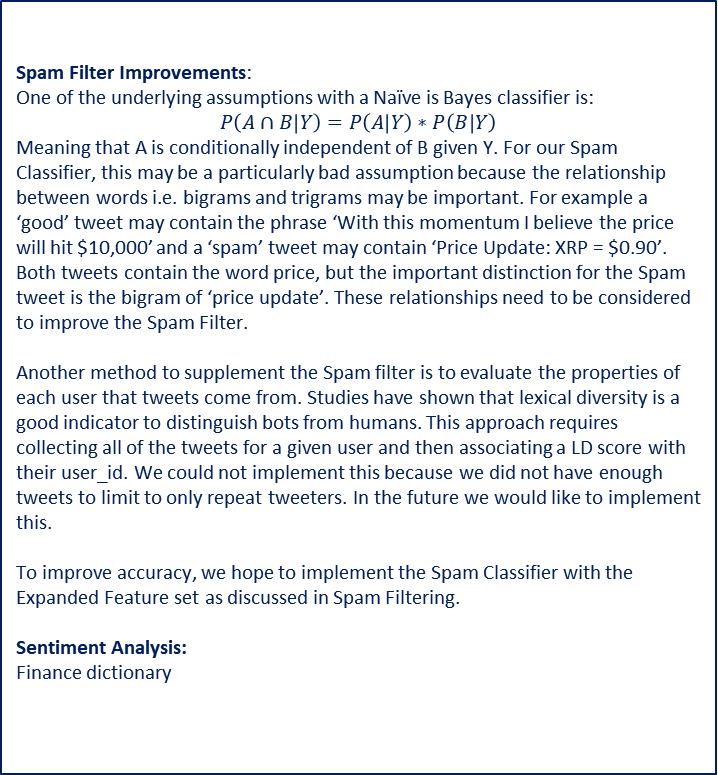 Spam Filter Improvements:
One of the underlying assumptions with a Naïve is Bayes classifier is:
P(A ∩ B|Y) = P(A|Y) * P(B|Y)
Meaning that A is conditionally independent of B given Y. For our Spam
Classifier, this may be a particularly bad assumption because the relationship
between words i.e. bigrams and trigrams may be important. For example a
‘good’ tweet may contain the phrase ‘With this momentum I believe the price
will hit $10,000’ and a ‘spam’ tweet may contain ‘Price Update: XRP = $0.90’.
Both tweets contain the word price, but the important distinction for the Spam
tweet is the bigram of ‘price update’. These relationships need to be considered
to improve the Spam Filter.
Another method to supplement the Spam filter is to evaluate the properties of
each user that tweets come from. Studies have shown that lexical diversity is a
good indicator to distinguish bots from humans. This approach requires
collecting all of the tweets for a given user and then associating a LD score with
their user_id. We could not implement this because we did not have enough
tweets to limit to only repeat tweeters. In the future we would like to implement
this.
To improve accuracy, we hope to implement the Spam Classifier with the
Expanded Feature set as discussed in Spam Filtering.
Sentiment Analysis:
Finance dictionary